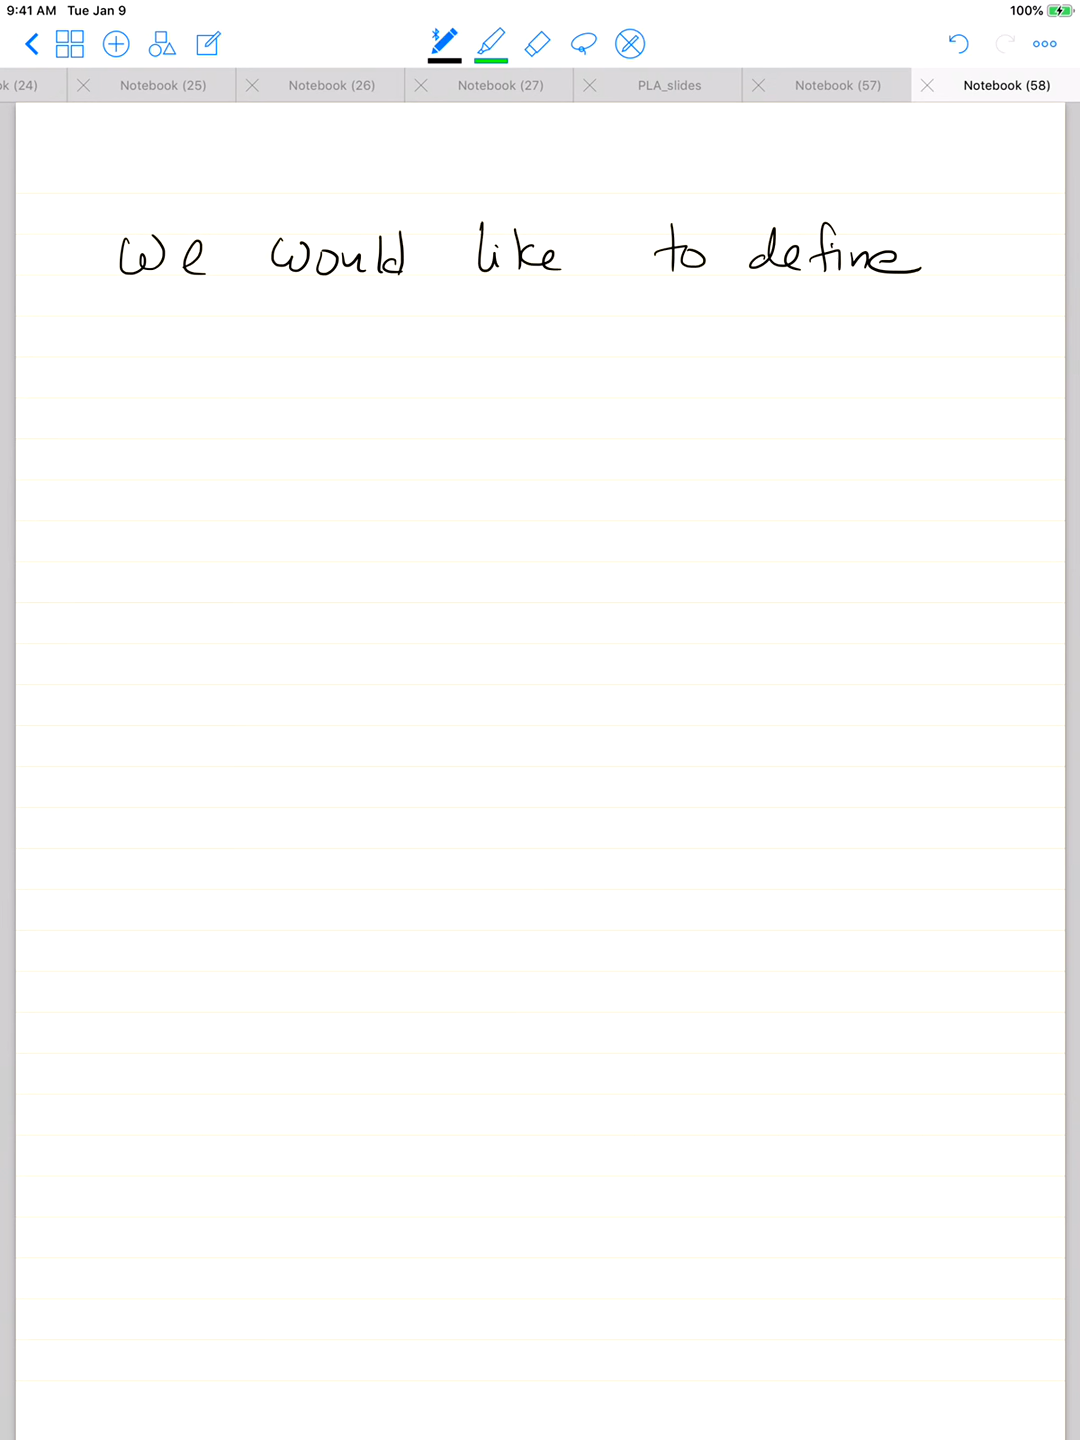 9:41 AM Tue Jan 9 100%
k (24) Notebook (25) Notebook (26) Notebook (27) PLA_slides Notebook (57) Notebook (58)
We would like to define